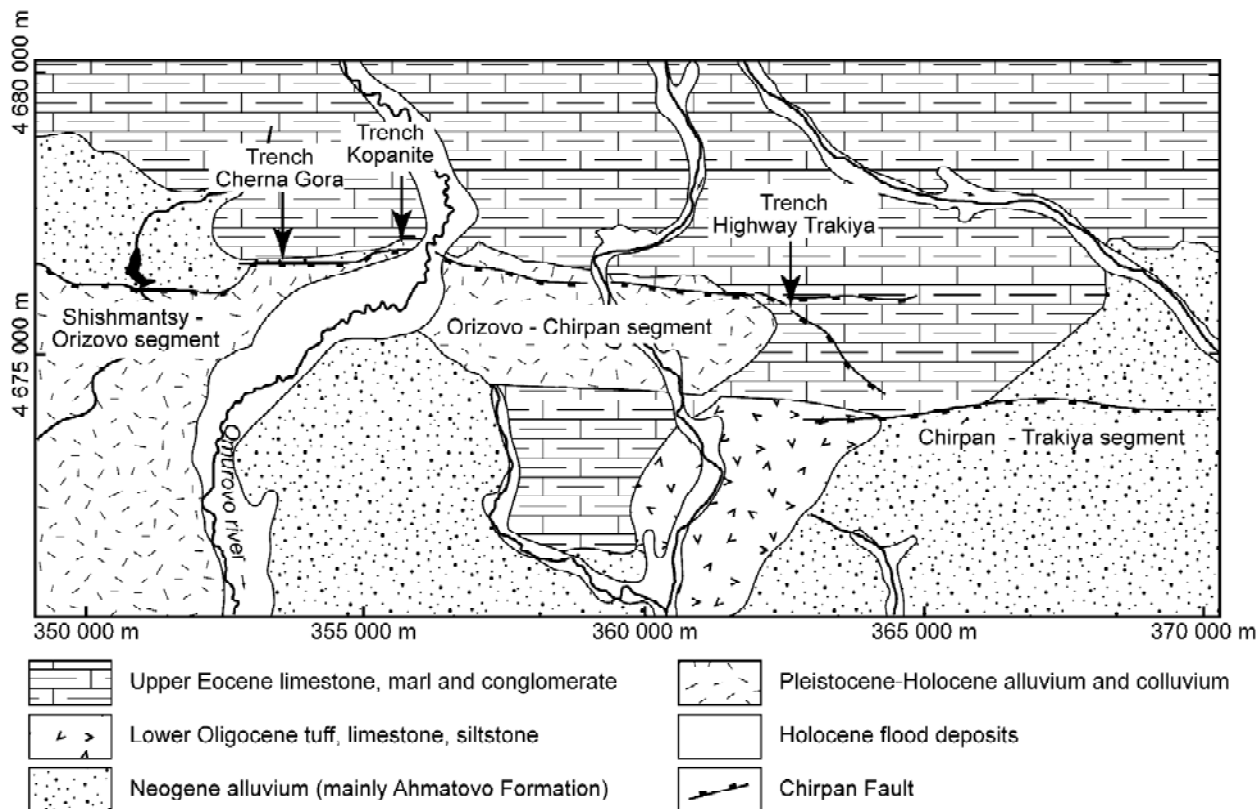 4 680 000 m
4 675 000 m
Trench
Cherna Gora
Trench
Kopanite
Trench
Highway Trakiya
Shishmantsy -
Orizovo segment
Orizovo - Chirpan segment
Chirpan - Trakiya segment
Omurovo river
350 000 m
355 000 m
360 000 m
365 000 m
370 000 m
Upper Eocene limestone, marl and conglomerate
Lower Oligocene tuff, limestone, siltstone
Neogene alluvium (mainly Ahmatovo Formation)
Pleistocene-Holocene alluvium and colluvium
Holocene flood deposits
Chirpan Fault